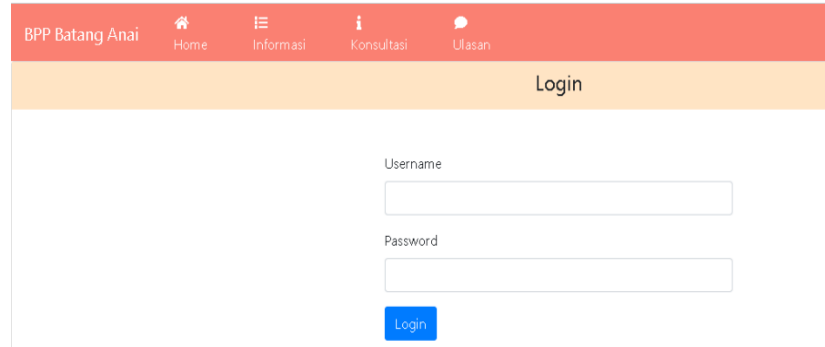 BPP Batang Anai
Home Informasi Konsultasi Ulasan
Login
Username
Password
Login